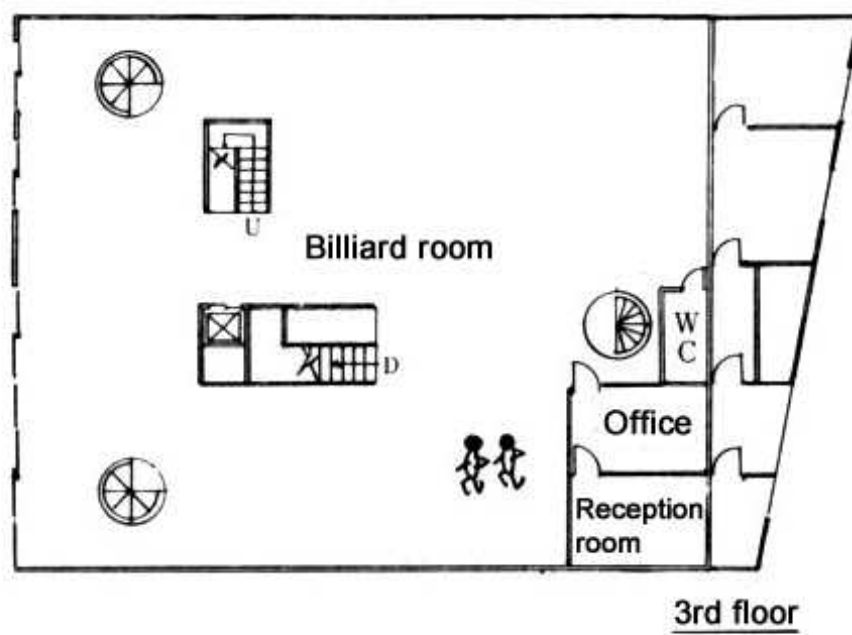 U
Billiard room
W
C
D
Office
Reception
room
3rd floor